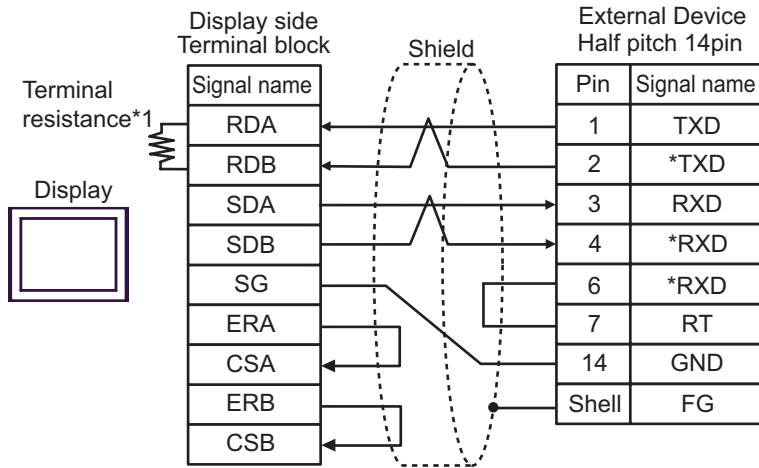 Display side
Terminal block
Shield
External Device
Half pitch 14pin
Terminal
resistance*1
Display
Signal name
RDA
RDB
SDA
SDB
SG
ERA
CSA
ERB
CSB
Pin Signal name
1 TXD
2 *TXD
3 RXD
4 *RXD
6 *RXD
7 RT
14 GND
Shell FG